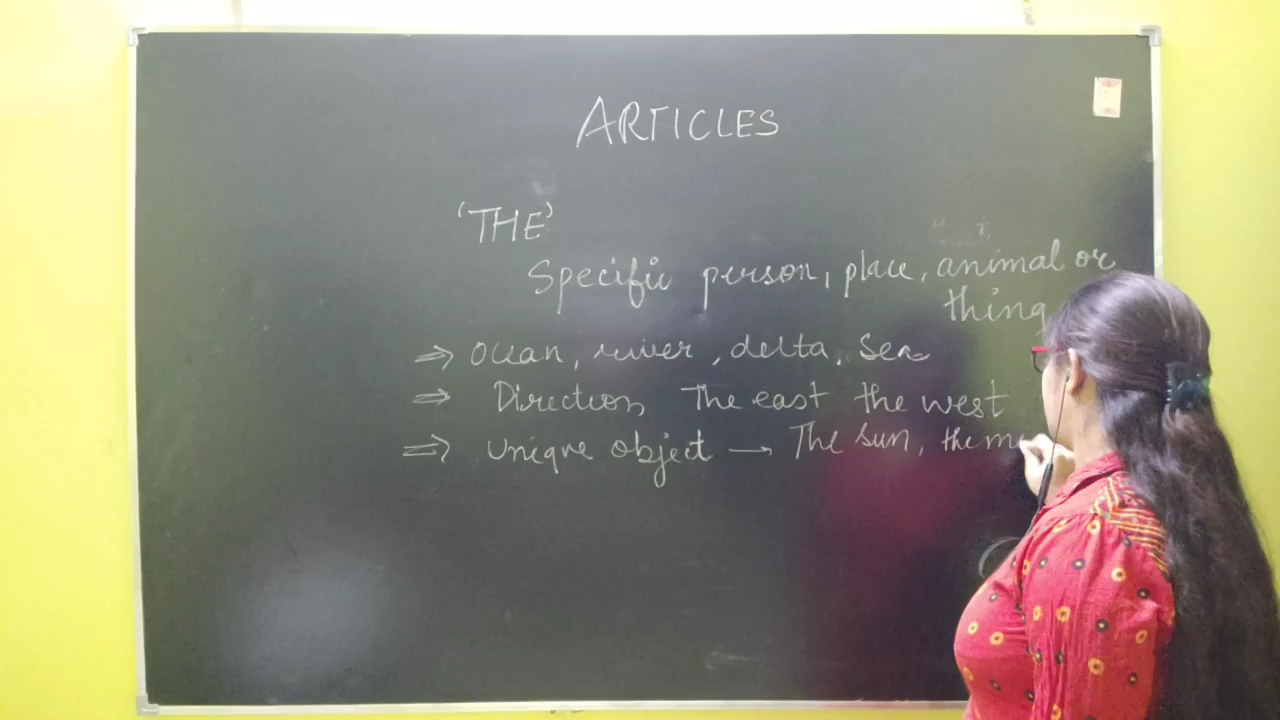 ARTICLES
'THE'
Specific person, place, animal or
thing
⇒ Ocean, river, delta, Sea
⇒ Direction The east the west
⇒ Unique object → The Sun, the m